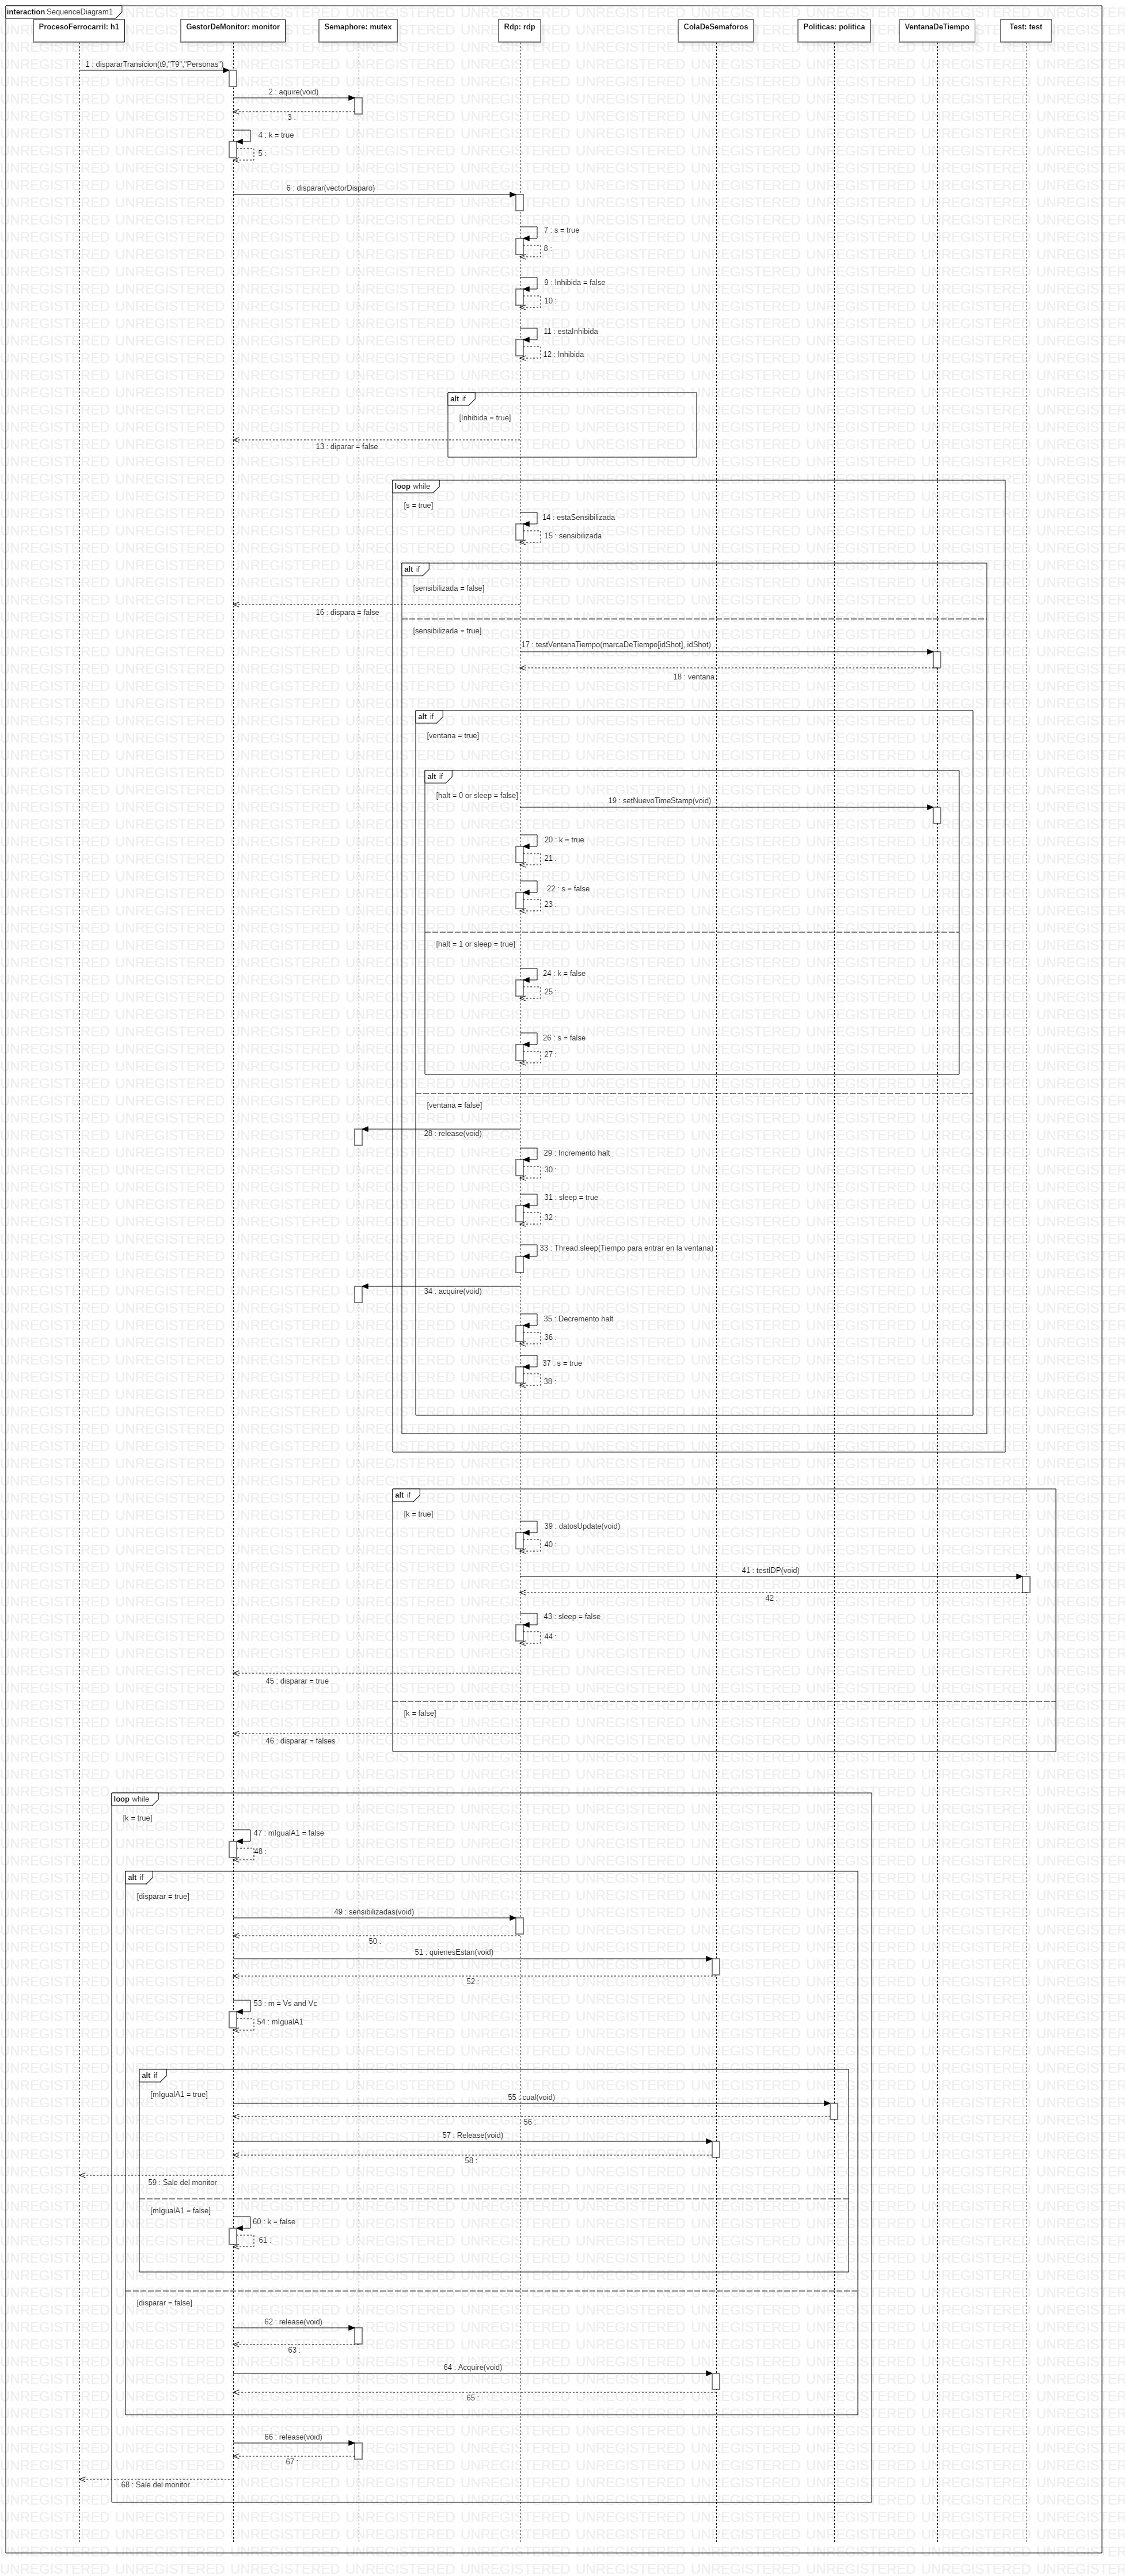 interaction SequenceDiagram1
ProcesoFerrocarril: h1
GestorDeMonitor: monitor
Semaphore: mutex
Rdp: rdp
ColaDeSemaforos
Politicas: politica
VentanaDeTiempo
Test: test
1 : dispararTransicion(t9,"T9","Personas")
2 : aquire(void)
3 :
4 : k = true
5 :
6 : disparar(vectorDisparo)
7 : s = true
8 :
9 : Inhibida = false
10 :
11 : estaInhibida
12 : Inhibida
alt if
[Inhibida = true]
13 : diparar = false
loop while
[s = true]
14 : estaSensibilizada
15 : sensibilizada
alt if
[sensibilizada = false]
16 : dispara = false
[sensibilizada = true]
17 : testVentanaTiempo(marcaDeTiempo[idShot], idShot)
18 : ventana
alt if
[ventana = true]
alt if
[halt = 0 or sleep = false]
19 : setNuevoTimeStamp(void)
20 : k = true
21 :
22 : s = false
23 :
[halt = 1 or sleep = true]
24 : k = false
25 :
26 : s = false
27 :
[ventana = false]
28 : release(void)
29 : Incremento halt
30 :
31 : sleep = true
32 :
33 : Thread.sleep(Tiempo para entrar en la ventana)
34 : acquire(void)
35 : Decremento halt
36 :
37 : s = true
38 :
alt if
[k = true]
39 : datosUpdate(void)
40 :
41 : testIDP(void)
42 :
43 : sleep = false
44 :
45 : disparar = true
[k = false]
46 : disparar = falses
loop while
[k = true]
47 : mIgualA1 = false
48 :
alt if
[disparar = true]
49 : sensibilizadas(void)
50 :
51 : quienesEstan(void)
52 :
53 : m = Vs and Vc
54 : mIgualA1
alt if
[mIgualA1 = true]
55 : cual(void)
56 :
57 : Release(void)
58 :
59 : Sale del monitor
[mIgualA1 = false]
60 : k = false
61 :
[disparar = false]
62 : release(void)
63 :
64 : Acquire(void)
65 :
66 : release(void)
67 :
68 : Sale del monitor